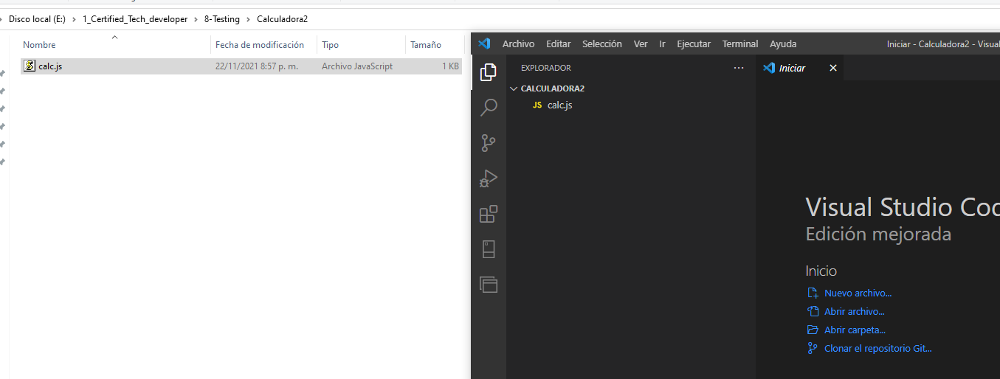 Disco local (E:) > 1_Certified_Tech_developer > 8-Testing > Calculadora2
Nombre Fecha de modificación Tipo Tamaño
calc.js 22/11/2021 8:57 p. m. Archivo JavaScript 1 KB
Archivo Editar Selección Ver Ir Ejecutar Terminal Ayuda Iniciar - Calculadora2 - Visual
EXPLORADOR ...
Iniciar
CALCULADORA2
JS calc.js
Visual Studio Cod
Edición mejorada
Inicio
Nuevo archivo...
Abrir archivo...
Abrir carpeta...
Clonar el repositorio Git...